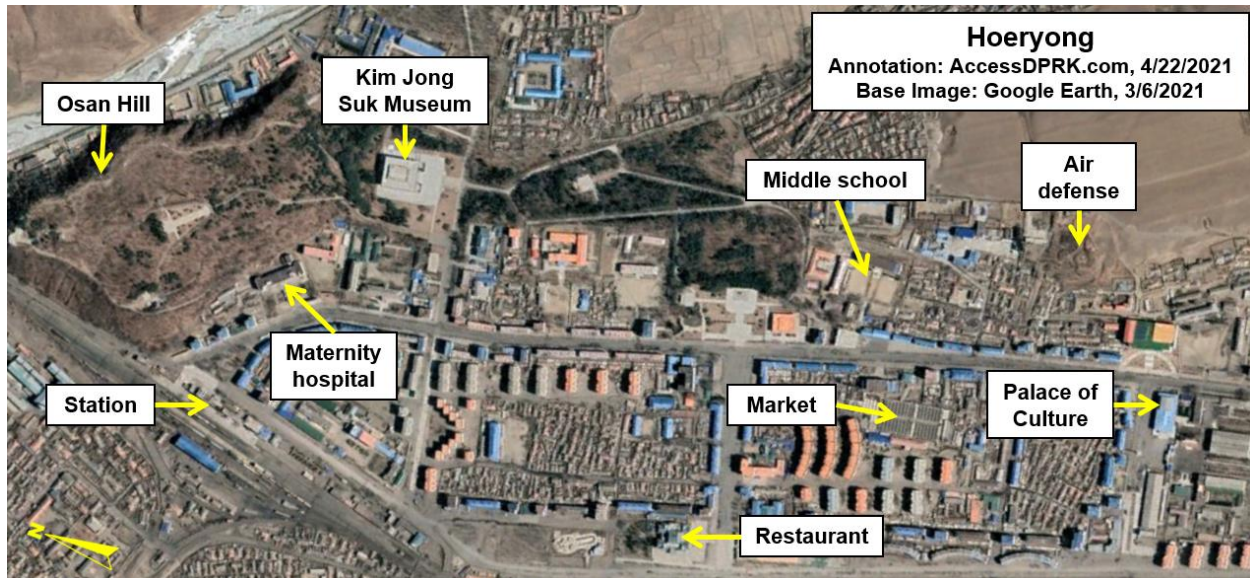 Hoeryong
Annotation: AccessDPRK.com, 4/22/2021
Base Image: Google Earth, 3/6/2021
Osan Hill
Kim Jong
Suk Museum
Middle school
Air
defense
Maternity
hospital
Station
Market
Palace of
Culture
Restaurant
N